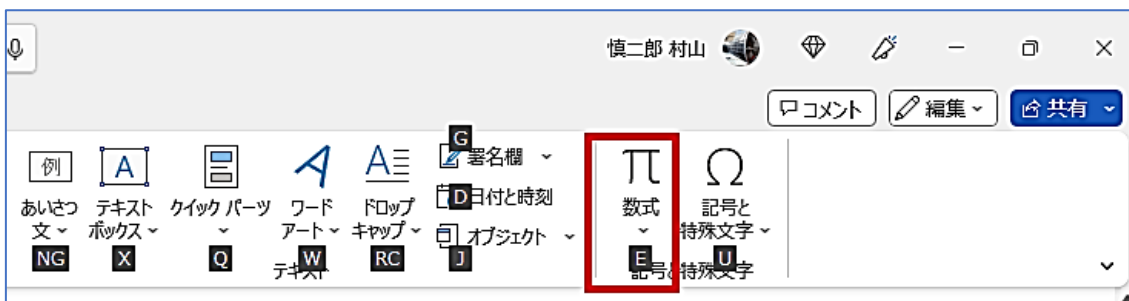 慎二郎 村山
コメント 編集 共有
例 A A A
G
署名欄
D 日付と時刻
オブジェクト
J
あいさつ文
NG
テキスト ボックス
X
クイック パーツ
Q
ワード アート
W
ドロップ キャップ
RC
テキスト
π
数式
E
Ω
記号と 特殊文字
U
記号と特殊文字